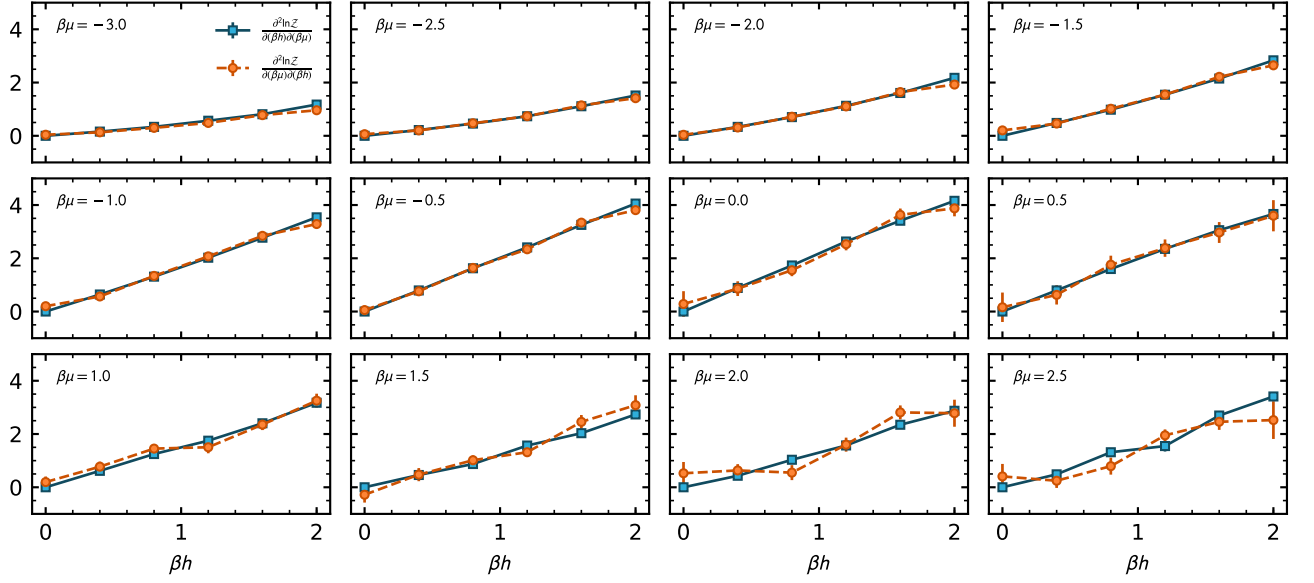 βμ = −3.0
∂²ln𝒵
∂(βh)∂(βμ)
∂²ln𝒵
∂(βμ)∂(βh)
βμ = −2.5
βμ = −2.0
βμ = −1.5
4
2
0
βμ = −1.0
βμ = −0.5
βμ = 0.0
βμ = 0.5
4
2
0
βμ = 1.0
βμ = 1.5
βμ = 2.0
βμ = 2.5
4
2
0
0 1 2
0 1 2
0 1 2
0 1 2
βh
βh
βh
βh